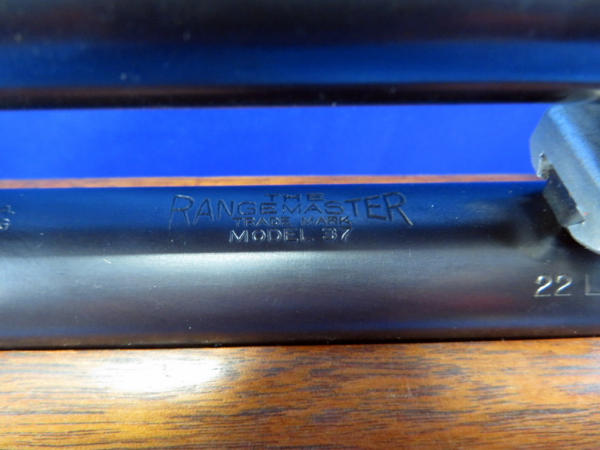 THE
RANGEMASTER
TRADE MARK
MODEL 37
22 L